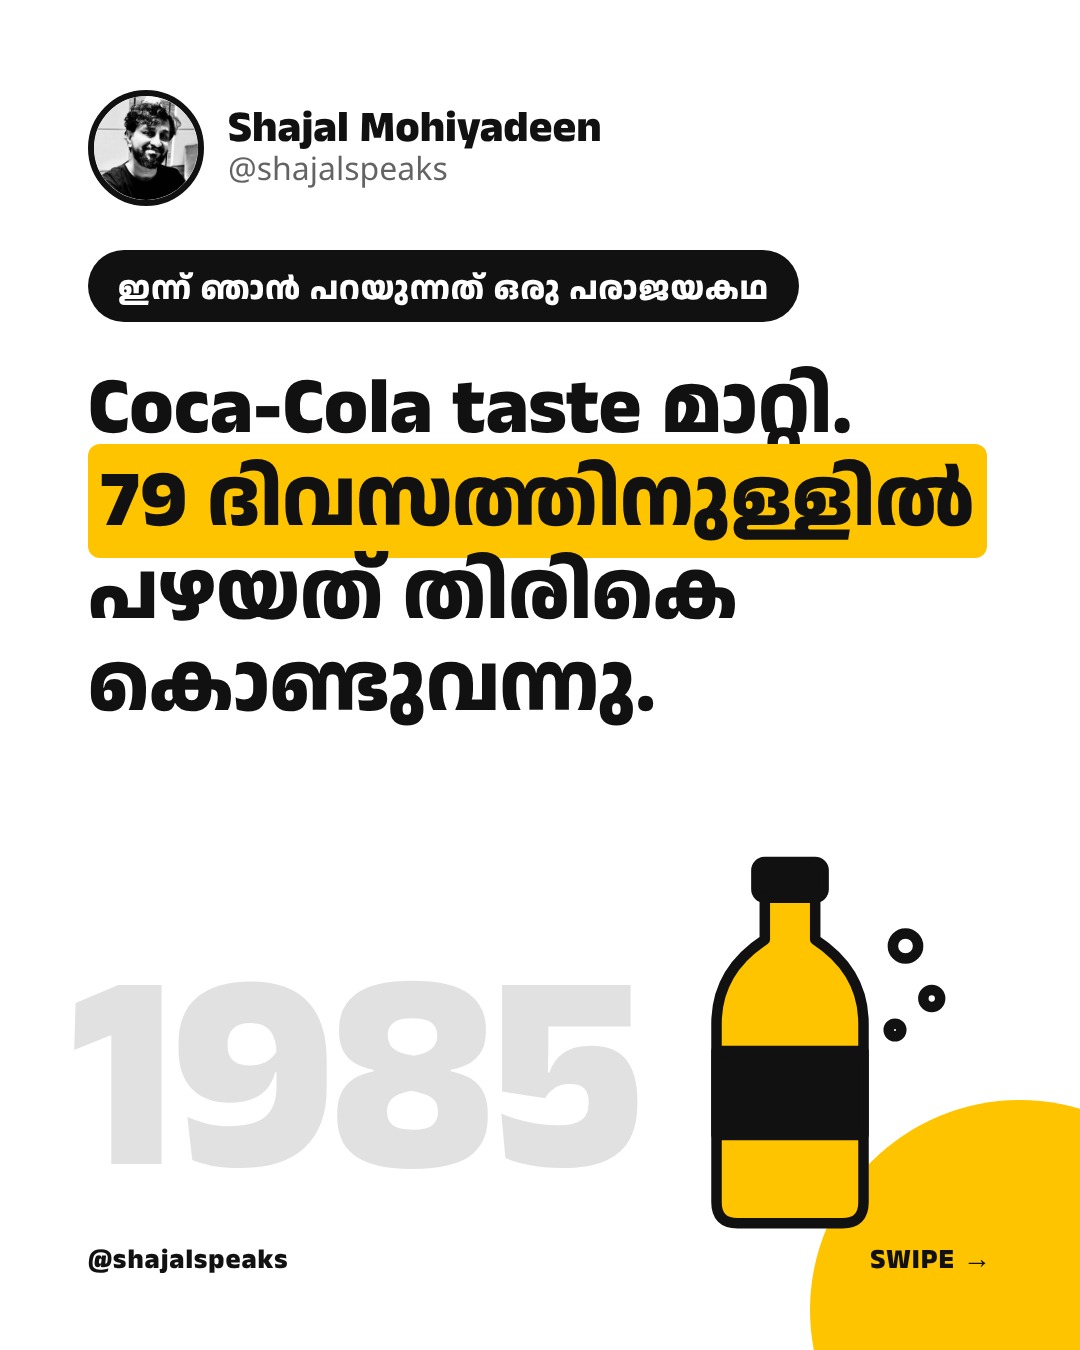 Shajal Mohiyadeen
@shajalspeaks
ഇന്ന് ഞാൻ പറയുന്നത് ഒരു പരാജയകഥ
Coca-Cola taste മാറ്റി.
79 ദിവസത്തിനുള്ളിൽ
പഴയത് തിരികെ
കൊണ്ടുവന്നു.
1985
@shajalspeaks
SWIPE →